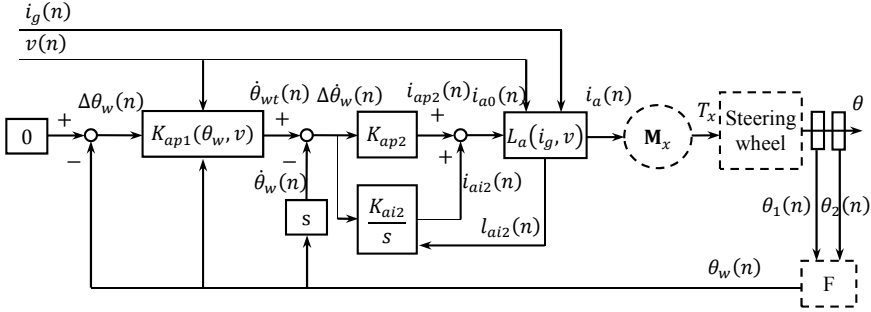 i_g(n)
v(n)
Δθ_w(n)
θ̇_wt(n)
Δθ̇_w(n)
i_ap2(n)
i_a0(n)
i_a(n)
T_x
θ
0
+
−
K_ap1(θ_w, v)
+
−
K_ap2
+
+
L_a(i_g, v)
M_x
Steering
wheel
θ̇_w(n)
i_ai2(n)
s
K_ai2
s
l_ai2(n)
θ_1(n)
θ_2(n)
θ_w(n)
F